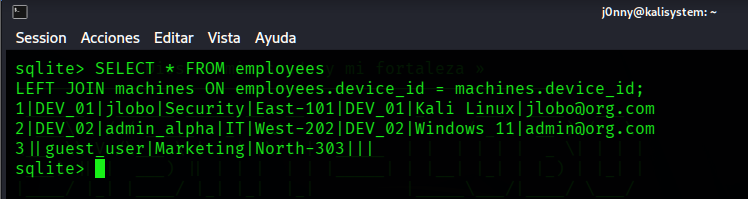 j0nny@kalisystem: ~
Session Acciones Editar Vista Ayuda
sqlite> SELECT * FROM employees
LEFT JOIN machines ON employees.device_id = machines.device_id;
1|DEV_01|jlobo|Security|East-101|DEV_01|Kali Linux|jlobo@org.com
2|DEV_02|admin_alpha|IT|West-202|DEV_02|Windows 11|admin@org.com
3||guest_user|Marketing|North-303|||
sqlite>